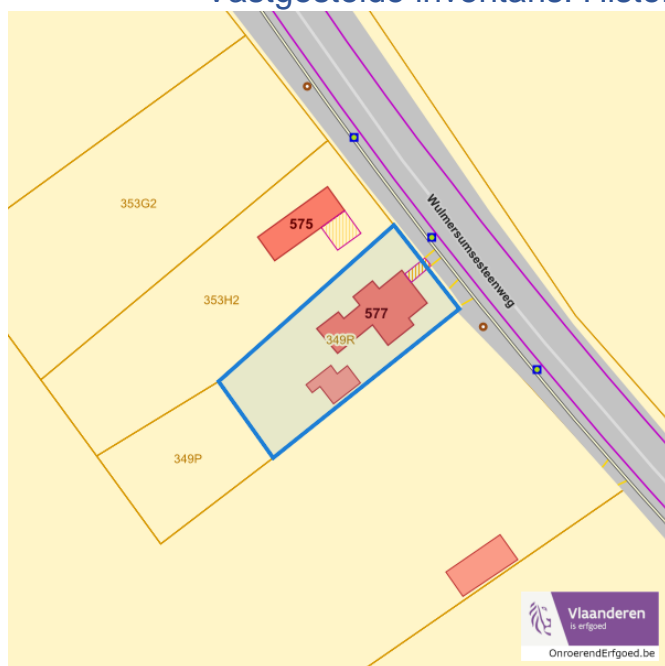 353G2
575
Wulmersumsesteenweg
353H2
577
349R
349P
Vlaanderen
is erfgoed
OnroerendErfgoed.be